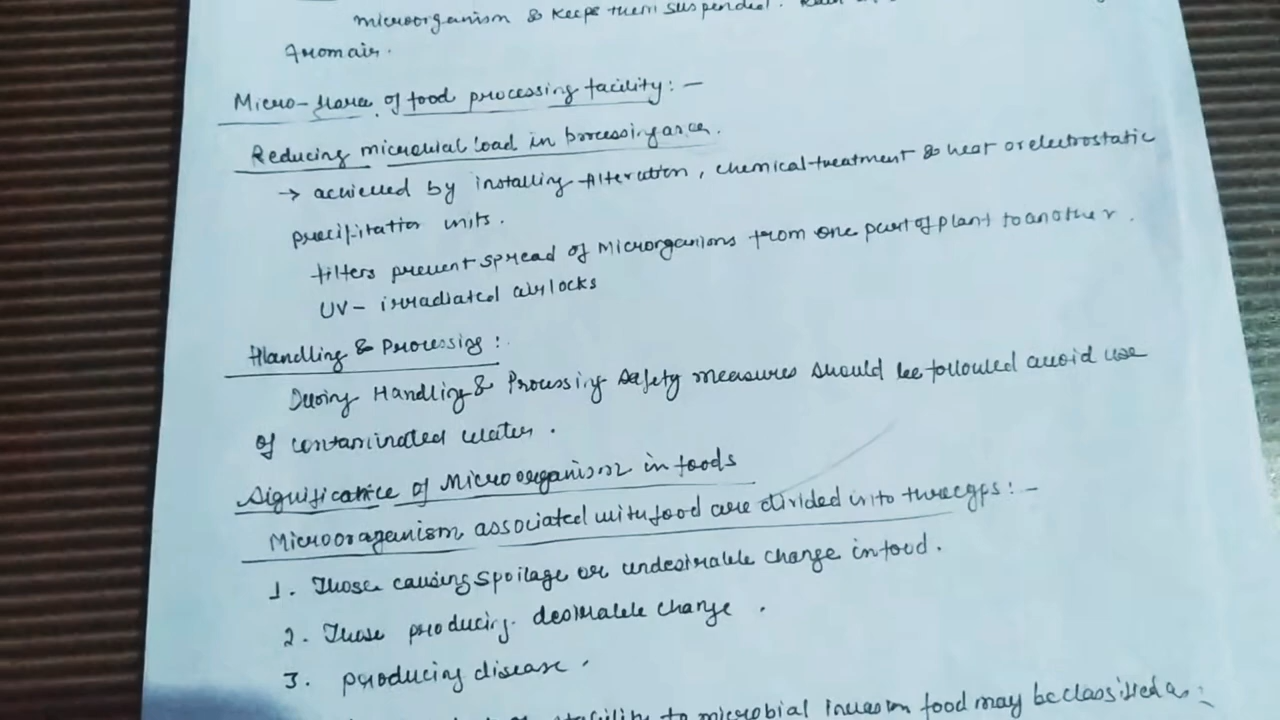 microorganism & keeps them suspended.
from air.
Micro-flora of food processing facility:-
Reducing microbial load in processing area.
→ achieved by installing filteration, chemical treatment & heat or electrostatic
precipitation units.
filters prevent spread of Microrganions from one part of plant to another.
UV- irradiated airlocks
Handling & Processing:
During Handling & Processing safety measures should be followed avoid use
of contaminated water.
Significance of Microorganism in foods
Microoraganism associated with food are divided into three gps:-
1. Those causing spoilage or undesirable change in food.
2. Those producing desirable change.
3. producing disease.
to microbial invasion food may be classified as: